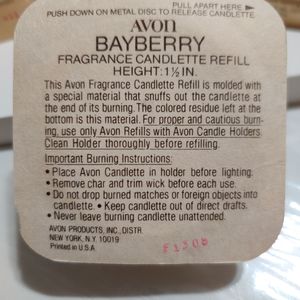 PULL APART HERE ►
PUSH DOWN ON METAL DISC TO RELEASE CANDLETTE
AVON
BAYBERRY
FRAGRANCE CANDLETTE REFILL
HEIGHT: 1½ IN.
This Avon Fragrance Candlette Refill is molded with
a special material that snuffs out the candlette at
the end of its burning. The colored residue left at the
bottom is this material. For proper and cautious burn-
ing, use only Avon Refills with Avon Candle Holders.
Clean Holder thoroughly before refilling.
Important Burning Instructions:
• Place Avon Candlette in holder before lighting.
• Remove char and trim wick before each use.
• Do not drop burned matches or foreign objects into
candlette. • Keep candlette out of direct drafts.
• Never leave burning candlette unattended.
AVON PRODUCTS, INC., DISTR.
NEW YORK, N.Y. 10019
Printed in U.S.A.